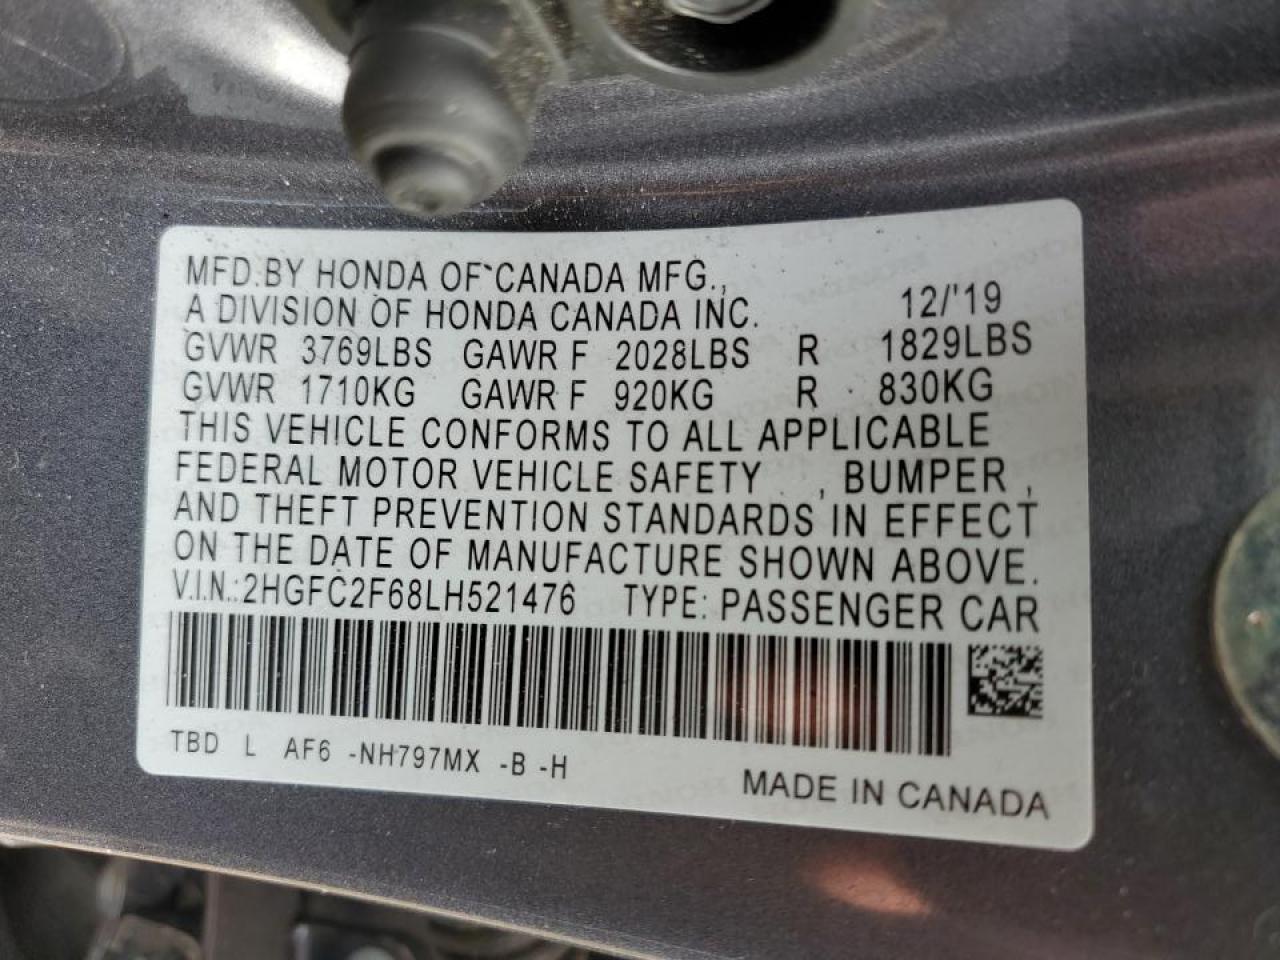 MFD.BY HONDA OF CANADA MFG.,
A DIVISION OF HONDA CANADA INC. 12/'19
GVWR 3769LBS GAWR F 2028LBS R 1829LBS
GVWR 1710KG GAWR F 920KG R 830KG
THIS VEHICLE CONFORMS TO ALL APPLICABLE
FEDERAL MOTOR VEHICLE SAFETY , BUMPER ,
AND THEFT PREVENTION STANDARDS IN EFFECT
ON THE DATE OF MANUFACTURE SHOWN ABOVE.
V.I.N.:2HGFC2F68LH521476 TYPE: PASSENGER CAR
TBD L AF6 -NH797MX -B -H
MADE IN CANADA